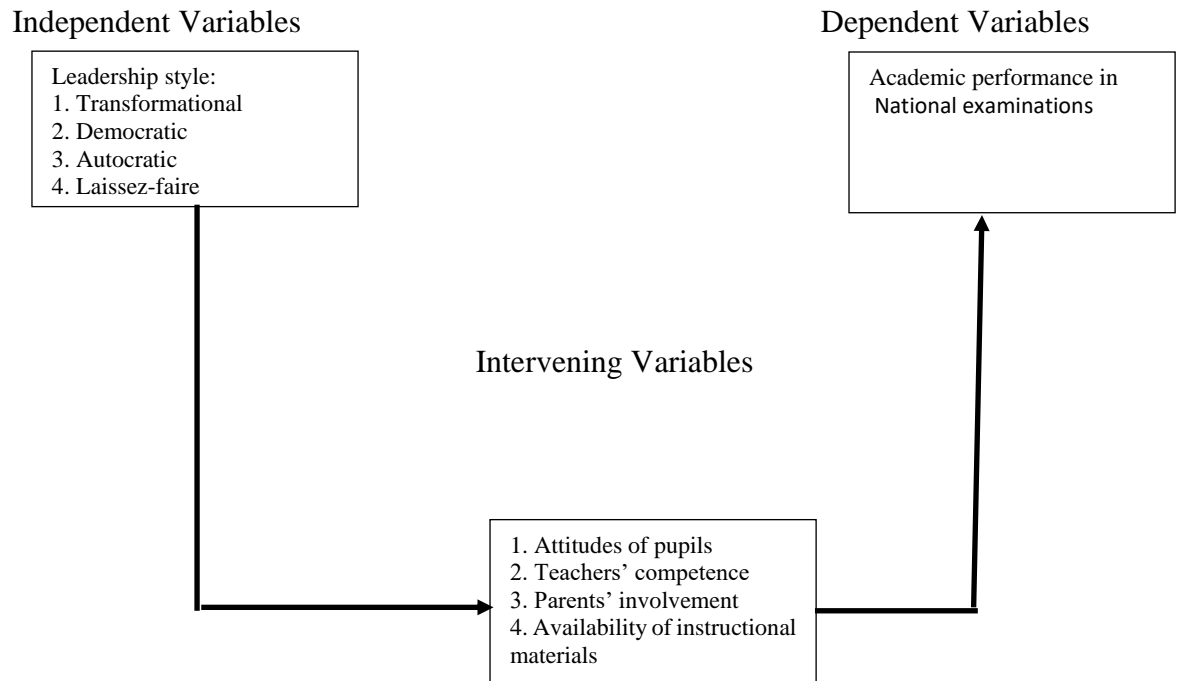 Independent Variables
Dependent Variables
Leadership style:
1. Transformational
2. Democratic
3. Autocratic
4. Laissez-faire
Academic performance in
National examinations
Intervening Variables
1. Attitudes of pupils
2. Teachers’ competence
3. Parents’ involvement
4. Availability of instructional
materials